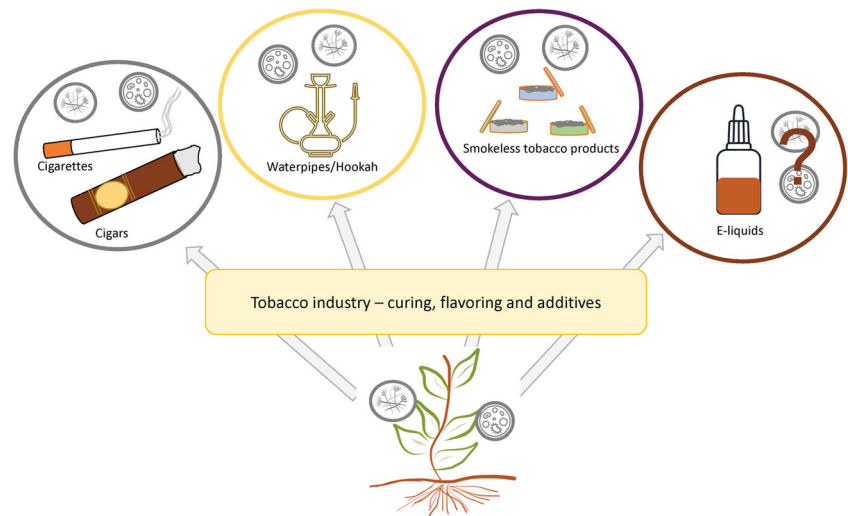 Cigarettes
Cigars
Waterpipes/Hookah
Smokeless tobacco products
E-liquids
?
Tobacco industry – curing, flavoring and additives